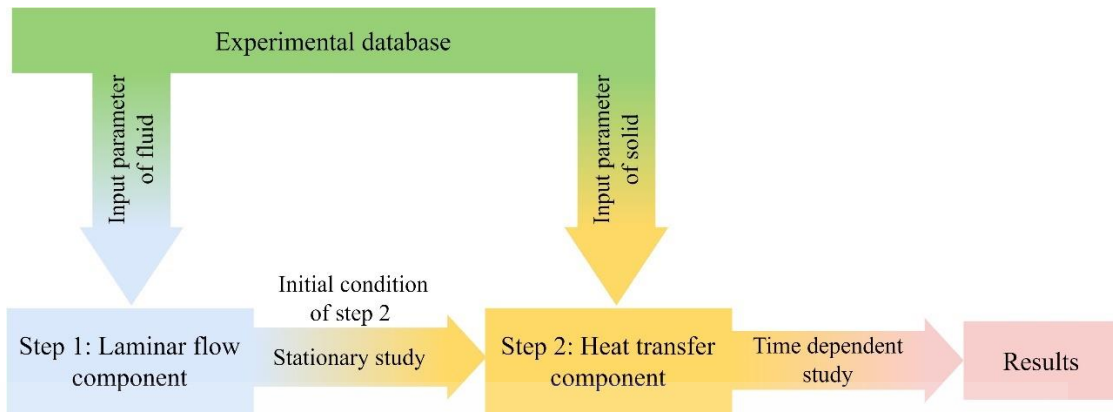 Experimental database
Input parameter
of fluid
Input parameter
of solid
Initial condition
of step 2
Step 1: Laminar flow
component
Stationary study
Step 2: Heat transfer
component
Time dependent
study
Results